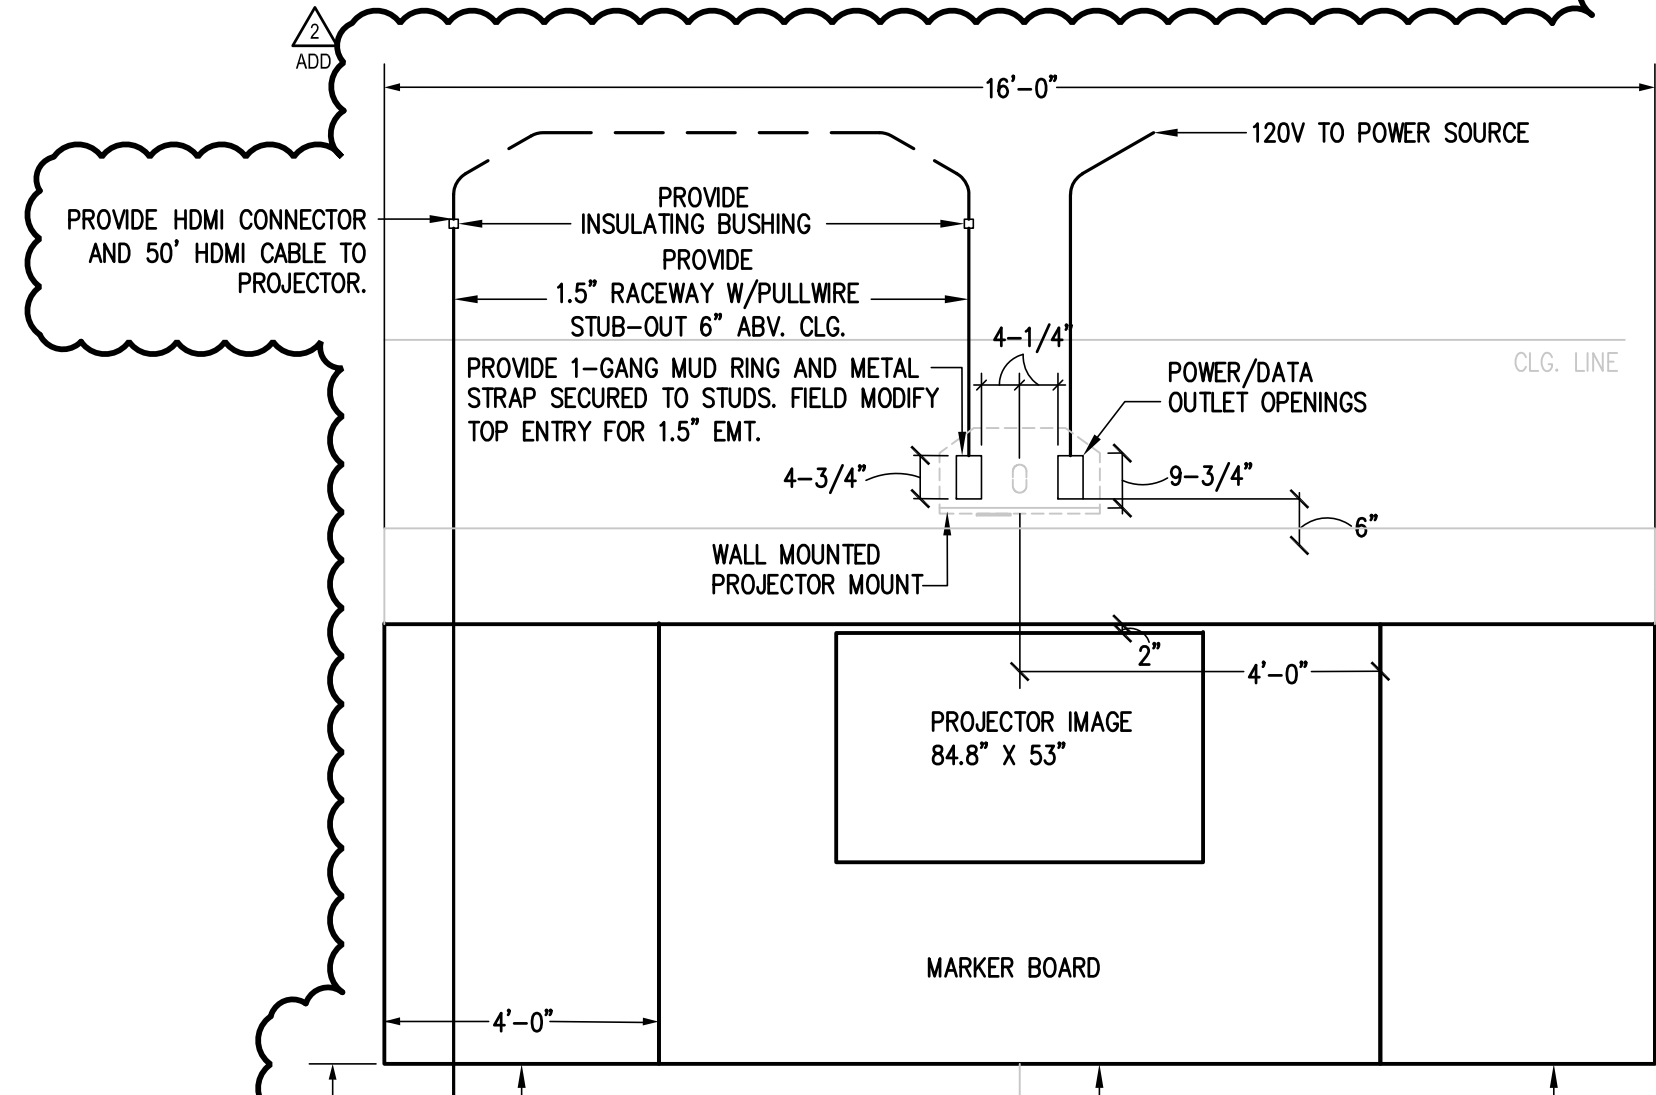 2
ADD
16'-0"
120V TO POWER SOURCE
PROVIDE HDMI CONNECTOR
AND 50' HDMI CABLE TO
PROJECTOR.
PROVIDE
INSULATING BUSHING
PROVIDE
1.5" RACEWAY W/PULLWIRE
STUB-OUT 6" ABV. CLG.
4-1/4"
CLG. LINE
PROVIDE 1-GANG MUD RING AND METAL
STRAP SECURED TO STUDS. FIELD MODIFY
TOP ENTRY FOR 1.5" EMT.
POWER/DATA
OUTLET OPENINGS
4-3/4"
9-3/4"
6"
WALL MOUNTED
PROJECTOR MOUNT
2"
4'-0"
PROJECTOR IMAGE
84.8" X 53"
MARKER BOARD
4'-0"